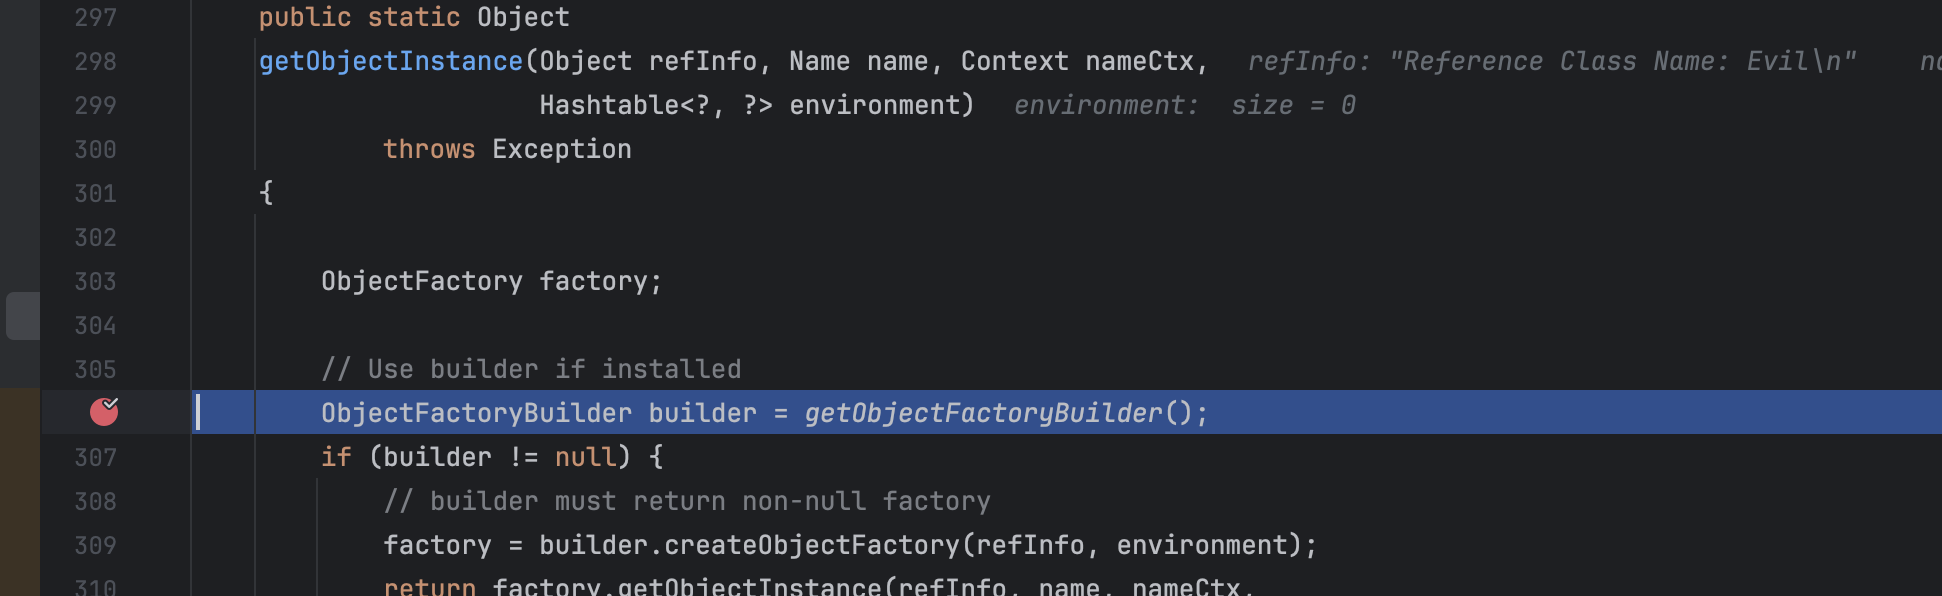 297 public static Object
298 getObjectInstance(Object refInfo, Name name, Context nameCtx, refInfo: "Reference Class Name: Evil\n"
299 Hashtable<?, ?> environment) environment: size = 0
300 throws Exception
301 {
302
303 ObjectFactory factory;
304
305 // Use builder if installed
ObjectFactoryBuilder builder = getObjectFactoryBuilder();
307 if (builder != null) {
308 // builder must return non-null factory
309 factory = builder.createObjectFactory(refInfo, environment);
310 return factory.getObjectInstance(refInfo, name, nameCtx,